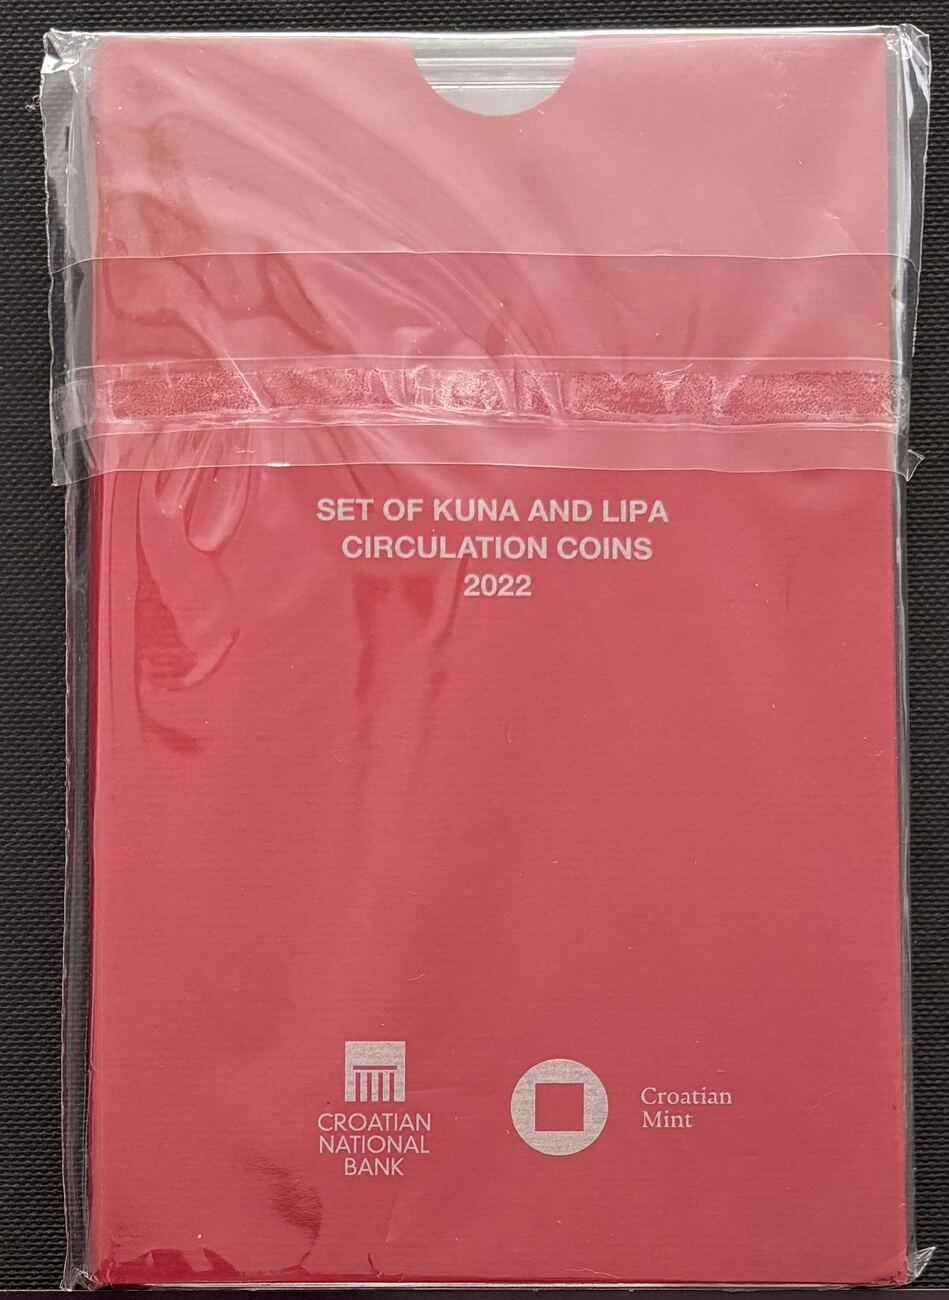 SET OF KUNA AND LIPA
CIRCULATION COINS
2022
CROATIAN
NATIONAL
BANK
Croatian
Mint